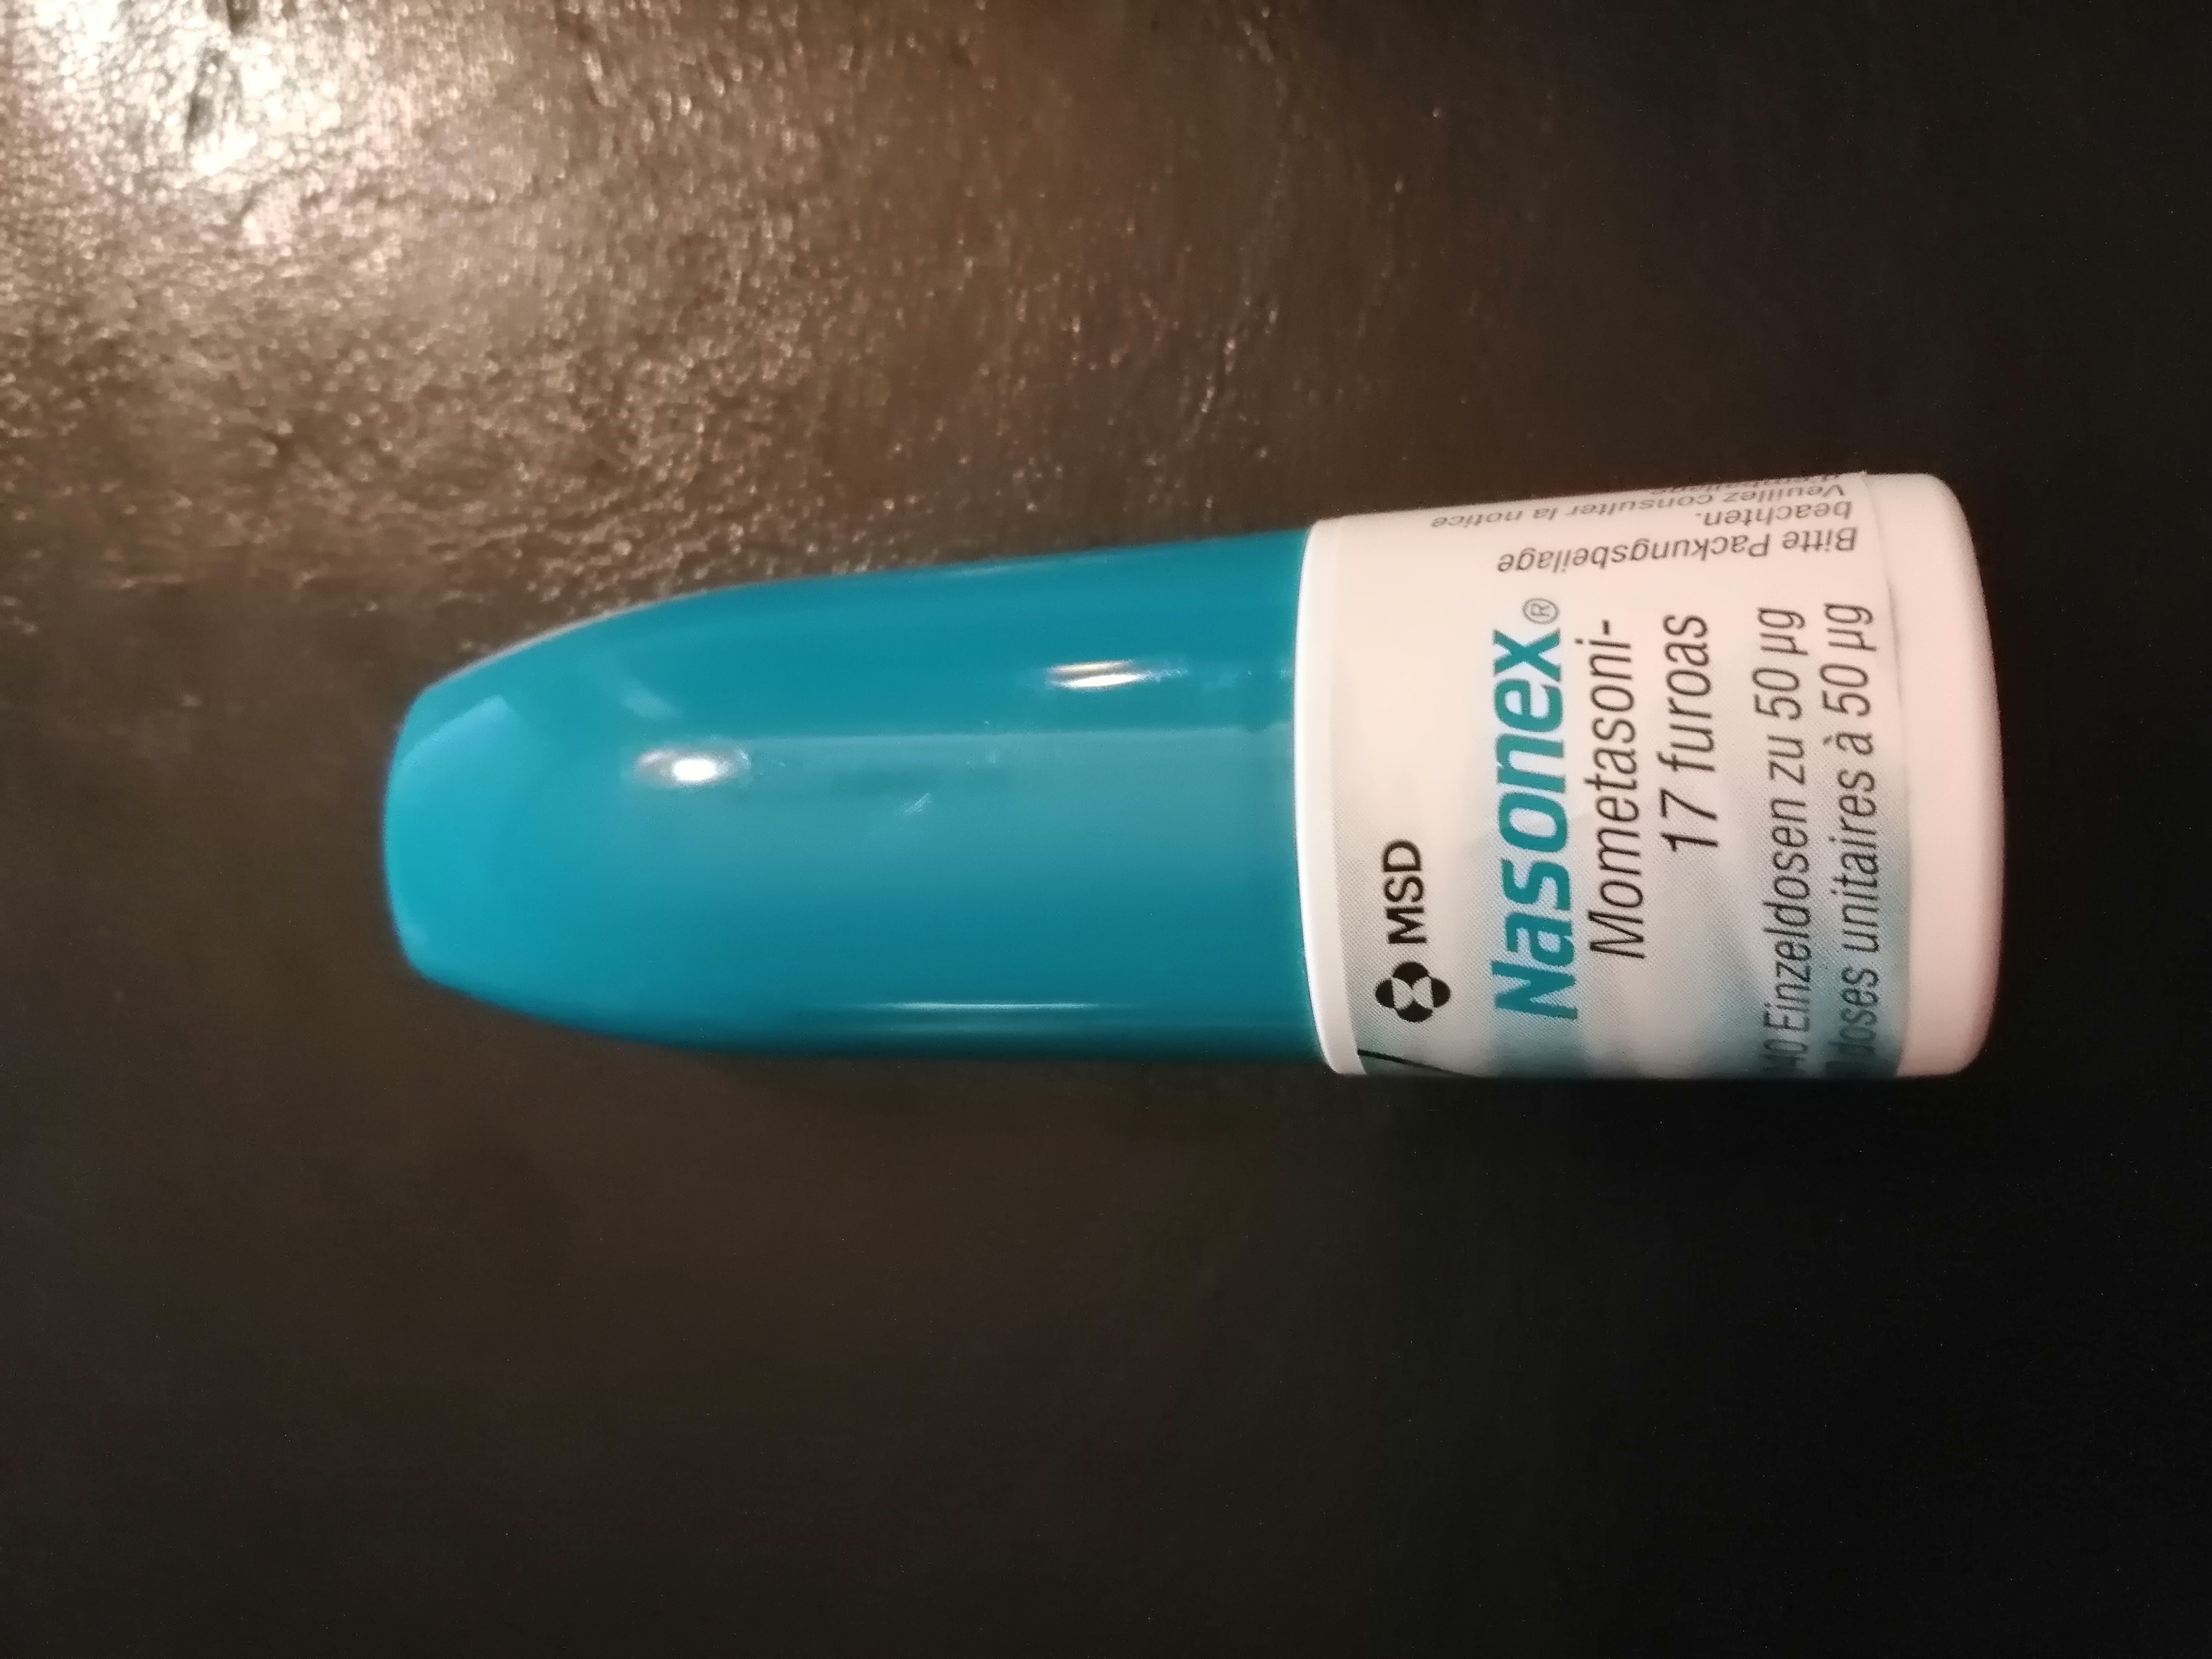 MSD
Nasonex®
Mometasoni-
17 furoas
Einzeldosen zu 50 µg
doses unitaires à 50 µg
Bitte Packungsbeilage
beachten.
Veuillez consulter la notice
d'emballage